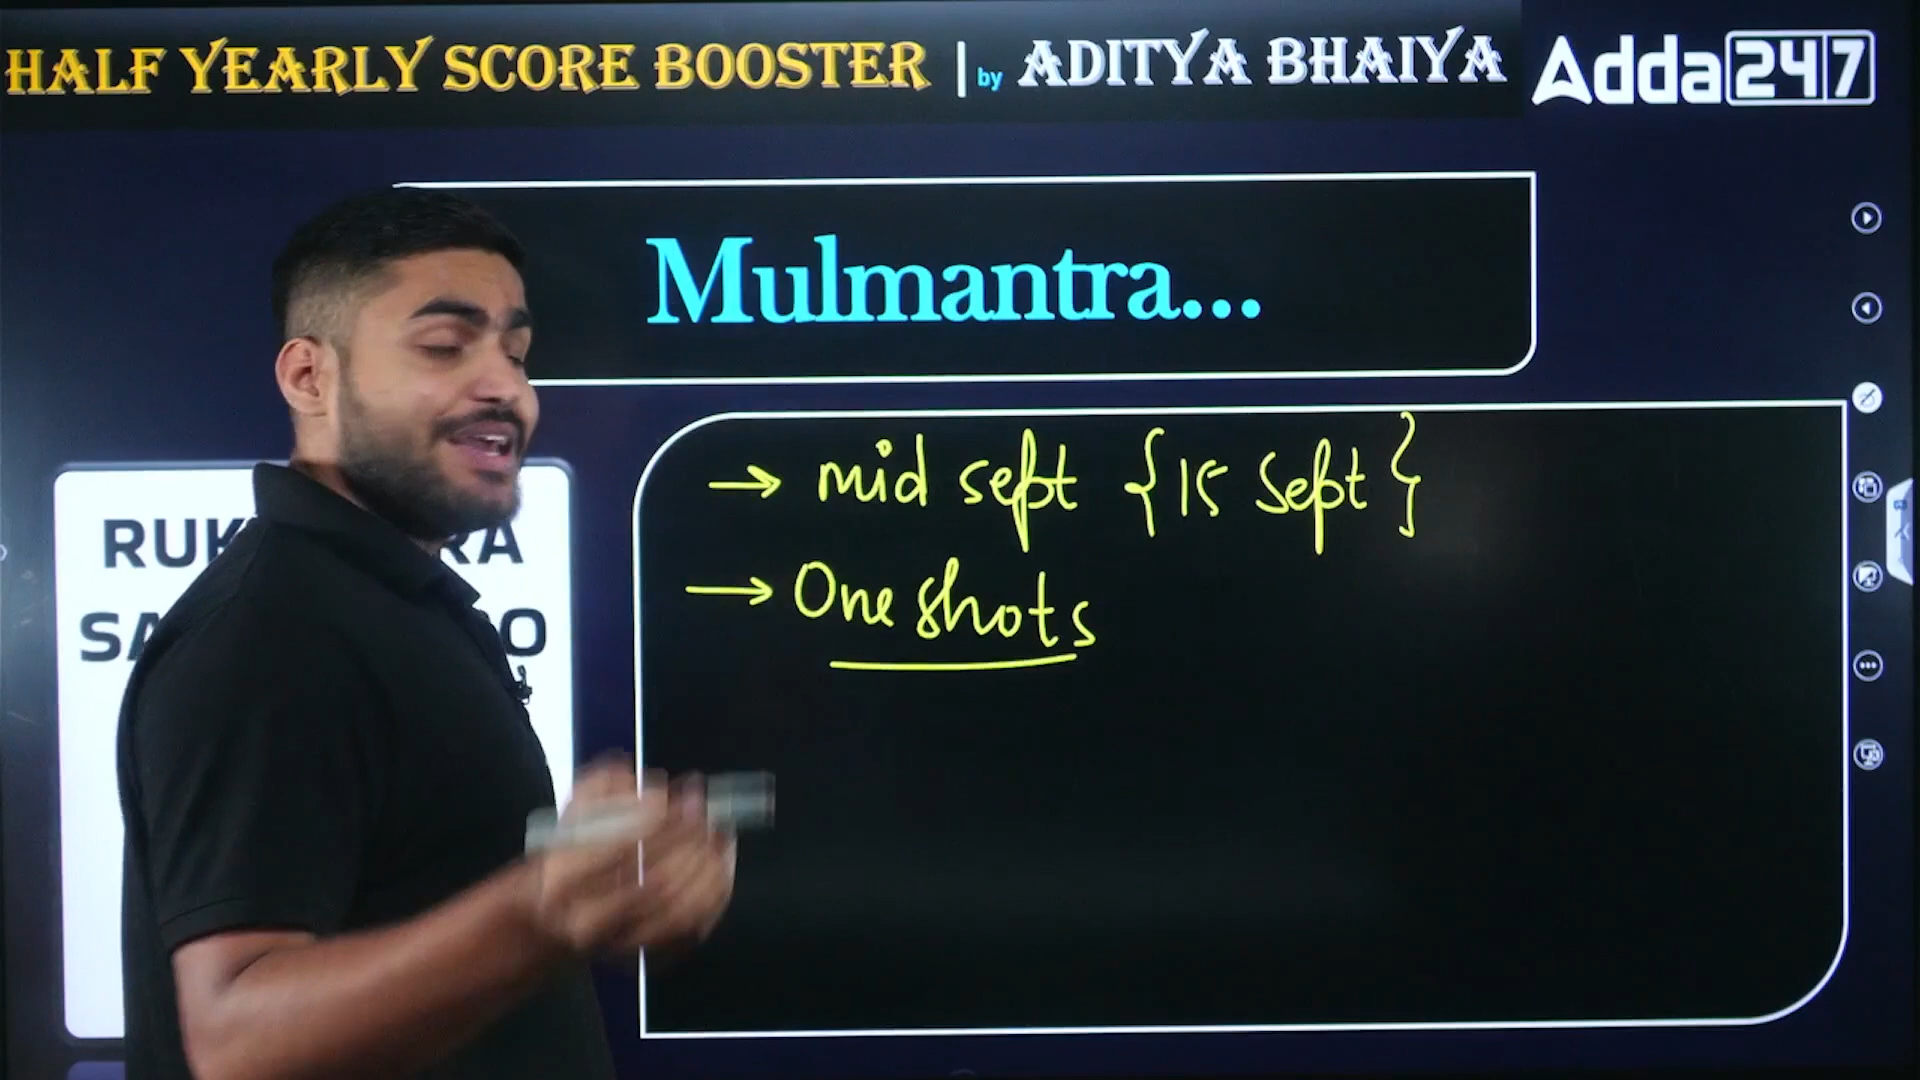 HALF YEARLY SCORE BOOSTER | by ADITYA BHAIYA Adda247
Mulmantra...
→ mid sept {15 Sept}
→ One shots